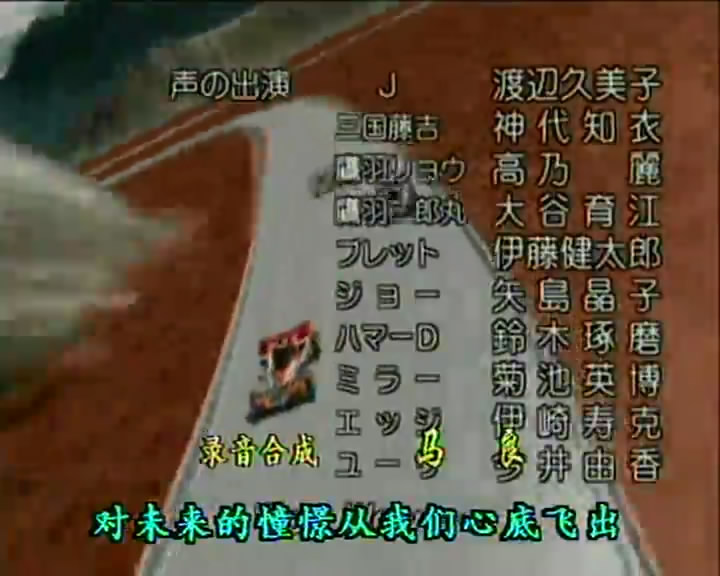 声の出演 J 渡辺久美子
三国藤吉 神代知衣
鷹羽リョウ 高乃麗
鷹羽二郎丸 大谷育江
ブレット 伊藤健太郎
ジョー 矢島晶子
ハマーD 鈴木琢磨
ミラー 菊池英博
エッジ 伊崎寿克
録音合成 马良
ユーリ 今井由香
对未来的憧憬从我们心底飞出